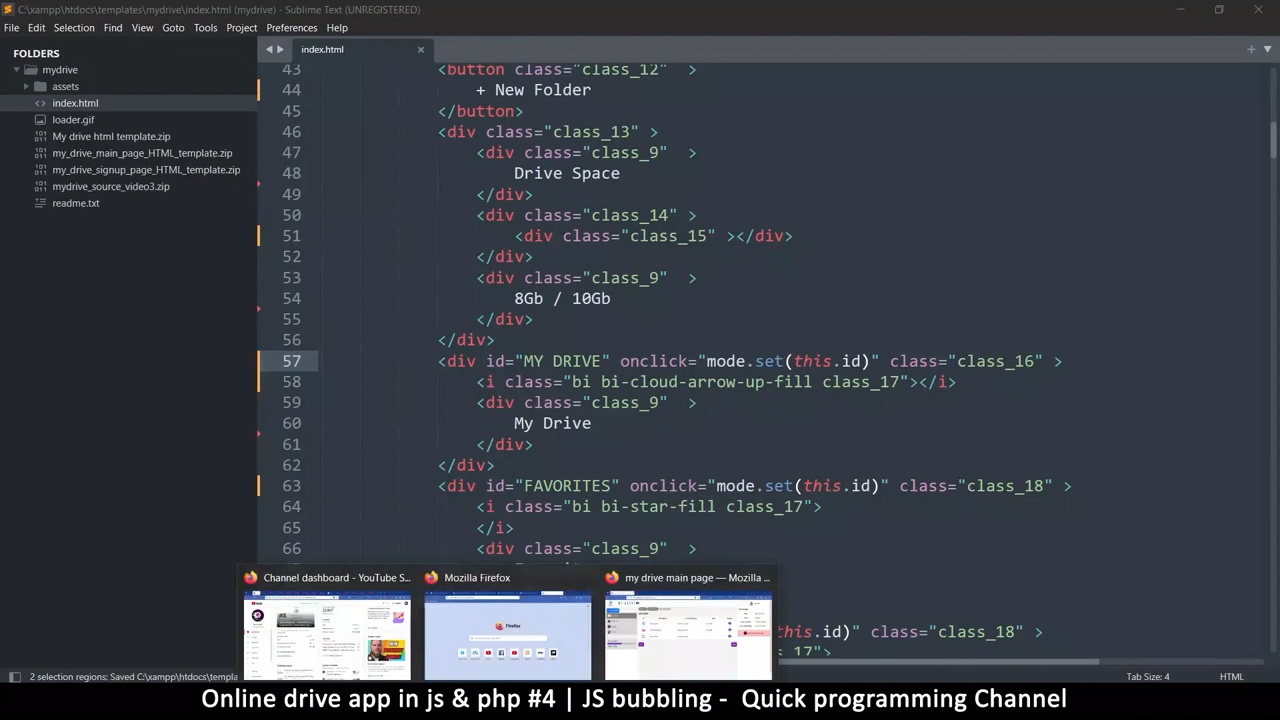 C:\xampp\htdocs\templates\mydrive\index.html (mydrive) - Sublime Text (UNREGISTERED)
File Edit Selection Find View Goto Tools Project Preferences Help
FOLDERS
mydrive
assets
index.html
loader.gif
My drive html template.zip
my_drive_main_page_HTML_template.zip
my_drive_signup_page_HTML_template.zip
mydrive_source_video3.zip
readme.txt
index.html
43 <button class="class_12" >
44 + New Folder
45 </button>
46 <div class="class_13" >
47 <div class="class_9" >
48 Drive Space
49 </div>
50 <div class="class_14" >
51 <div class="class_15" ></div>
52 </div>
53 <div class="class_9" >
54 8Gb / 10Gb
55 </div>
56 </div>
57 <div id="MY DRIVE" onclick="mode.set(this.id)" class="class_16" >
58 <i class="bi bi-cloud-arrow-up-fill class_17"></i>
59 <div class="class_9" >
60 My Drive
61 </div>
62 </div>
63 <div id="FAVORITES" onclick="mode.set(this.id)" class="class_18" >
64 <i class="bi bi-star-fill class_17">
65 </i>
66 <div class="class_9" >
Channel dashboard - YouTube S...
Mozilla Firefox
my drive main page — Mozilla ...
Firefox
this.id)" class="class_18" >
17">
2 selection regions: Saved C:\xampp\htdocs\templa
Tab Size: 4
HTML
Online drive app in js & php #4 | JS bubbling - Quick programming Channel